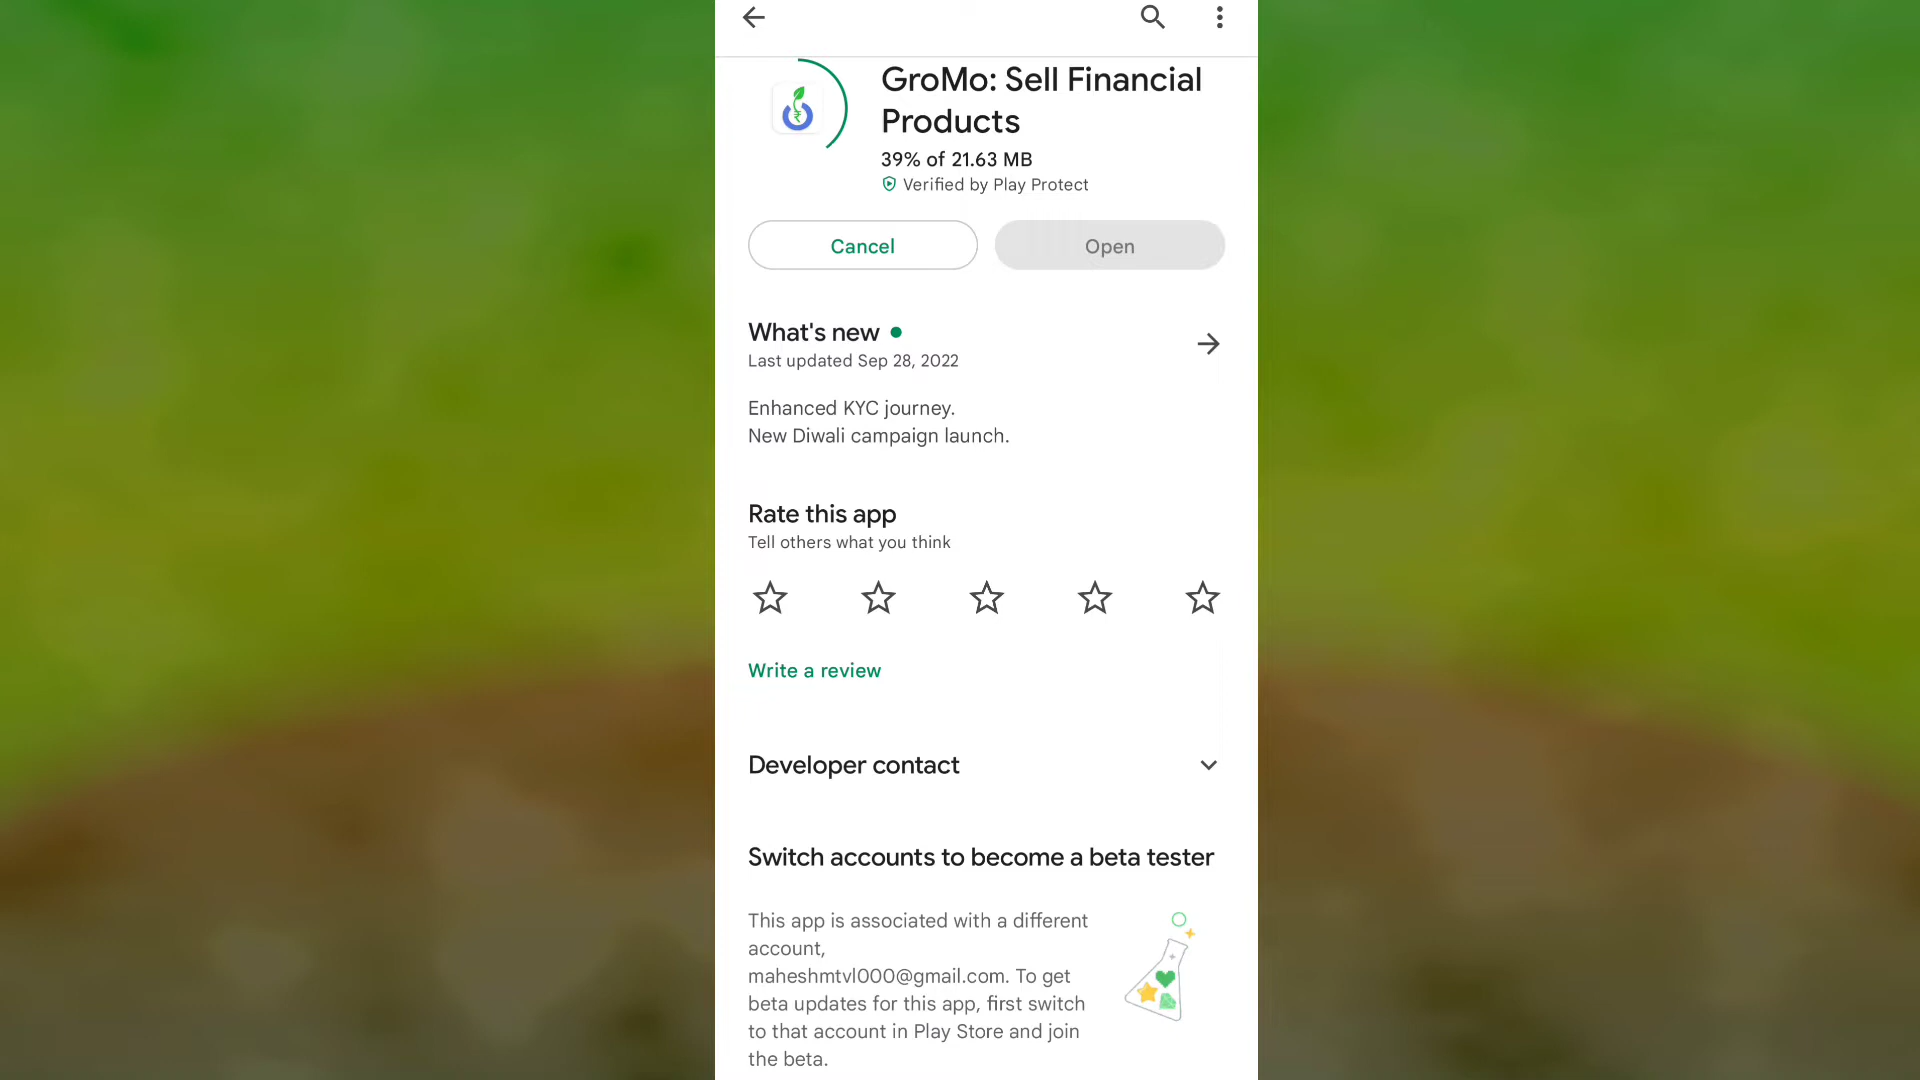 GroMo: Sell Financial
Products
39% of 21.63 MB
Verified by Play Protect
Cancel
Open
What's new
Last updated Sep 28, 2022
Enhanced KYC journey.
New Diwali campaign launch.
Rate this app
Tell others what you think
Write a review
Developer contact
Switch accounts to become a beta tester
This app is associated with a different
account,
maheshmtvl000@gmail.com. To get
beta updates for this app, first switch
to that account in Play Store and join
the beta.